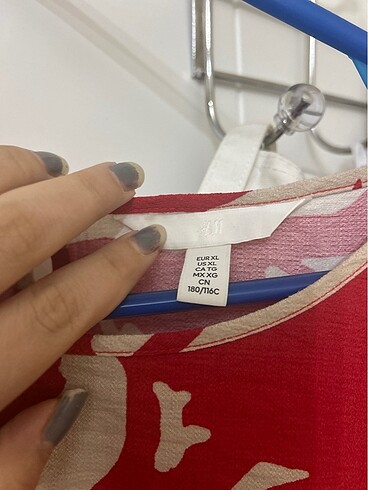 EUR XL
US XL
CA TG
MX XG
CN
180/116C